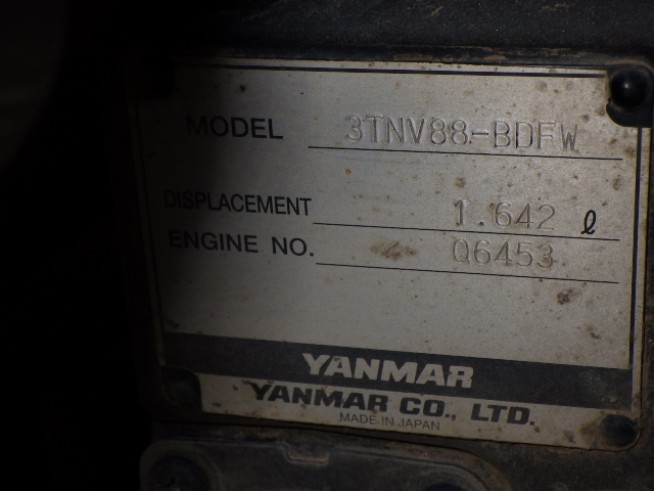 MODEL 3TNV88-BDFW
DISPLACEMENT 1.642 ℓ
ENGINE NO. Q6453
YANMAR
YANMAR CO., LTD.
MADE IN JAPAN